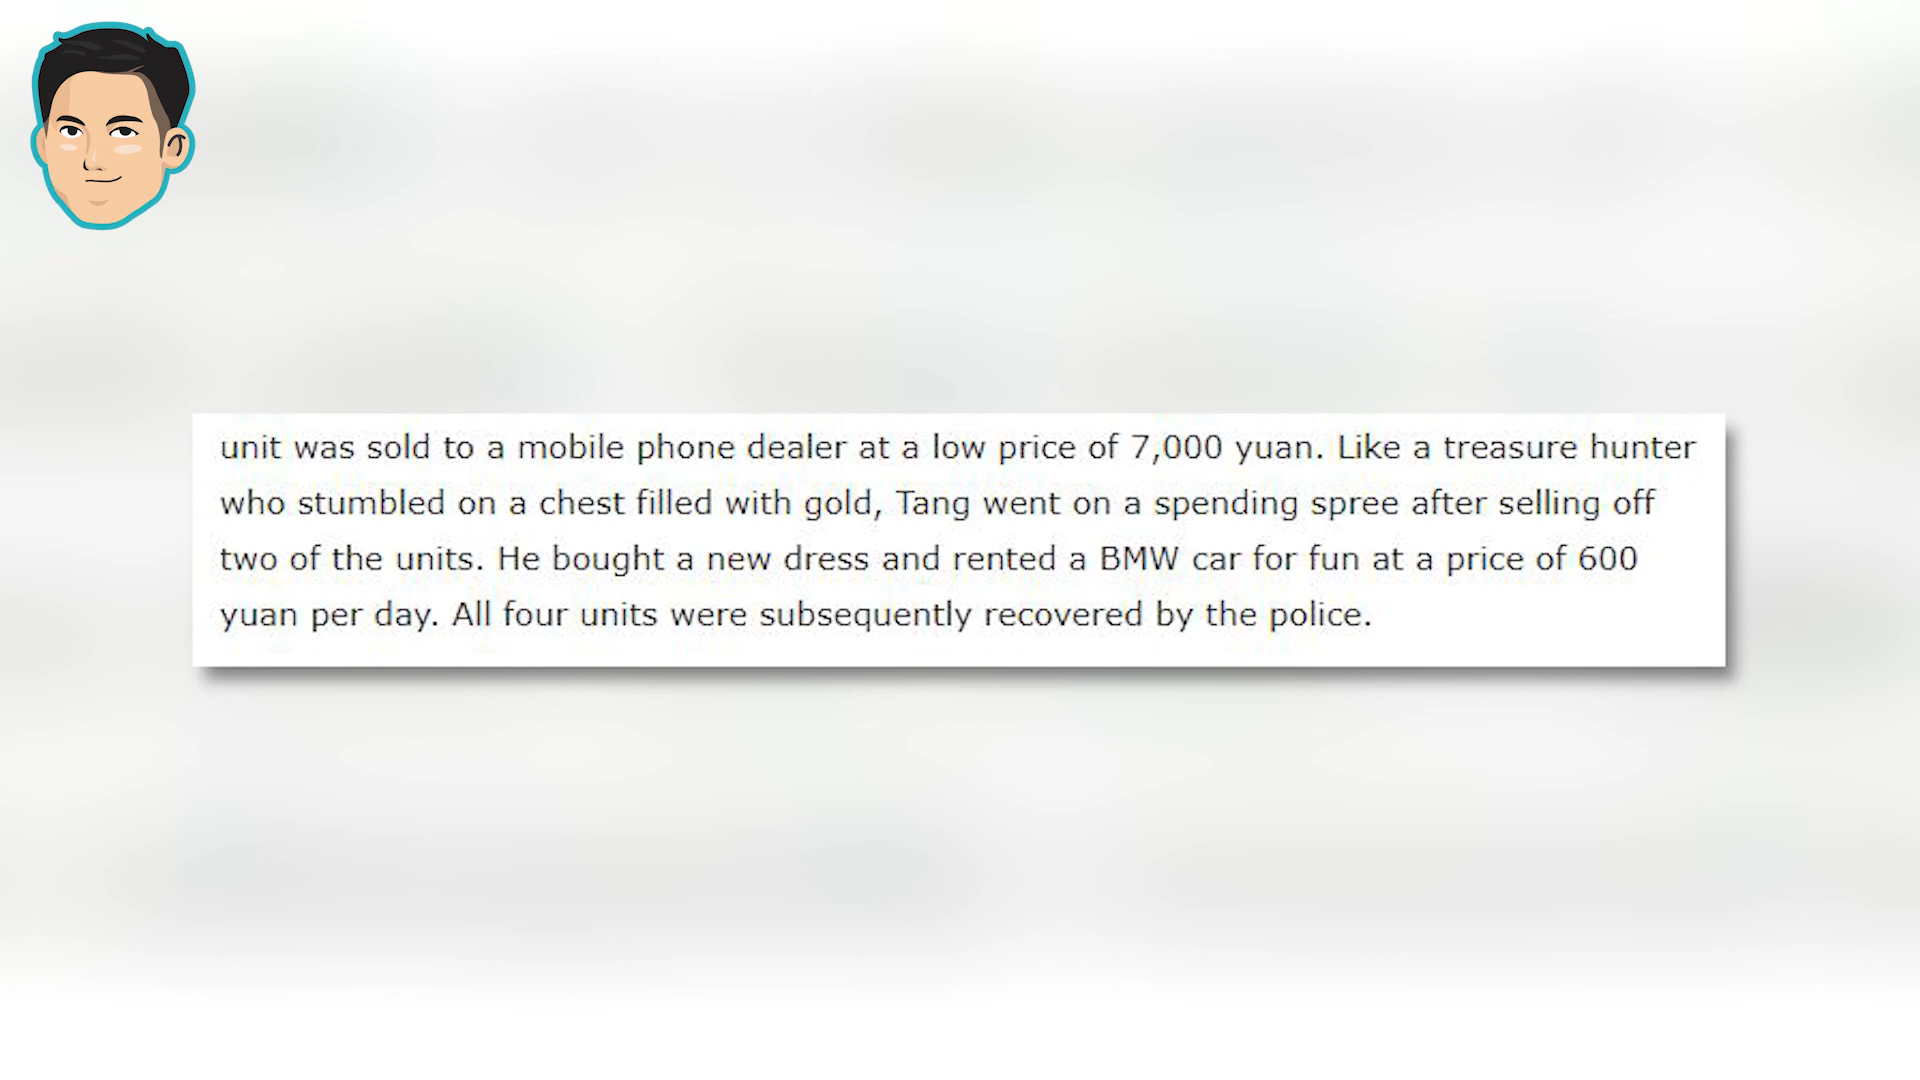 unit was sold to a mobile phone dealer at a low price of 7,000 yuan. Like a treasure hunter
who stumbled on a chest filled with gold, Tang went on a spending spree after selling off
two of the units. He bought a new dress and rented a BMW car for fun at a price of 600
yuan per day. All four units were subsequently recovered by the police.